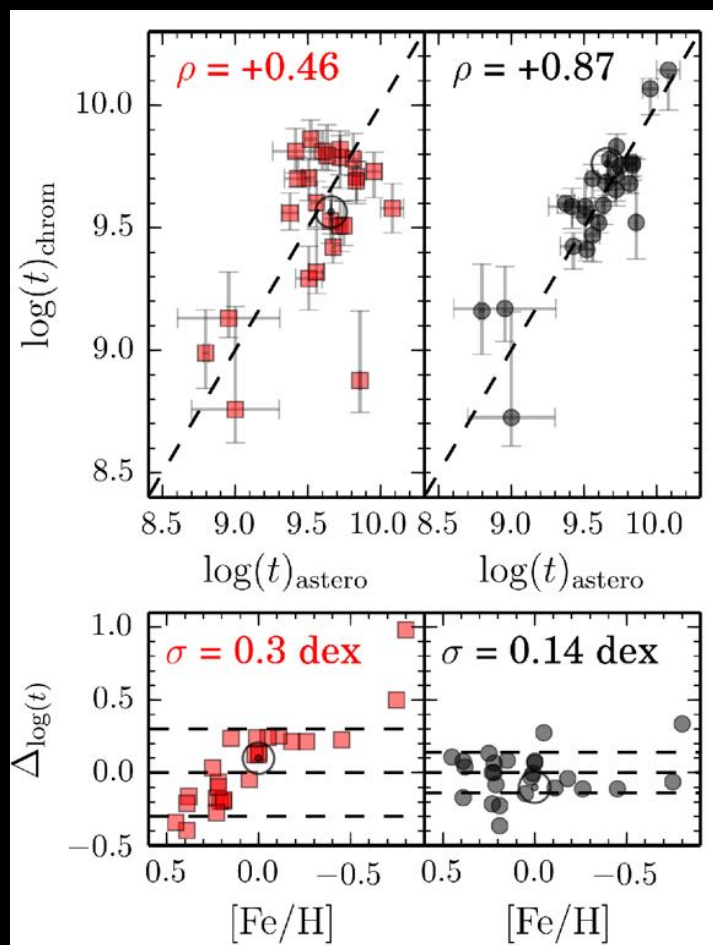 ρ = +0.46
ρ = +0.87
10.0
9.5
9.0
8.5
log(t)chrom
8.5 9.0 9.5 10.0 8.5 9.0 9.5 10.0
log(t)astero log(t)astero
1.0
0.5
0.0
−0.5
Δlog(t)
σ = 0.3 dex
σ = 0.14 dex
0.5 0.0 −0.5 0.5 0.0 −0.5
[Fe/H] [Fe/H]